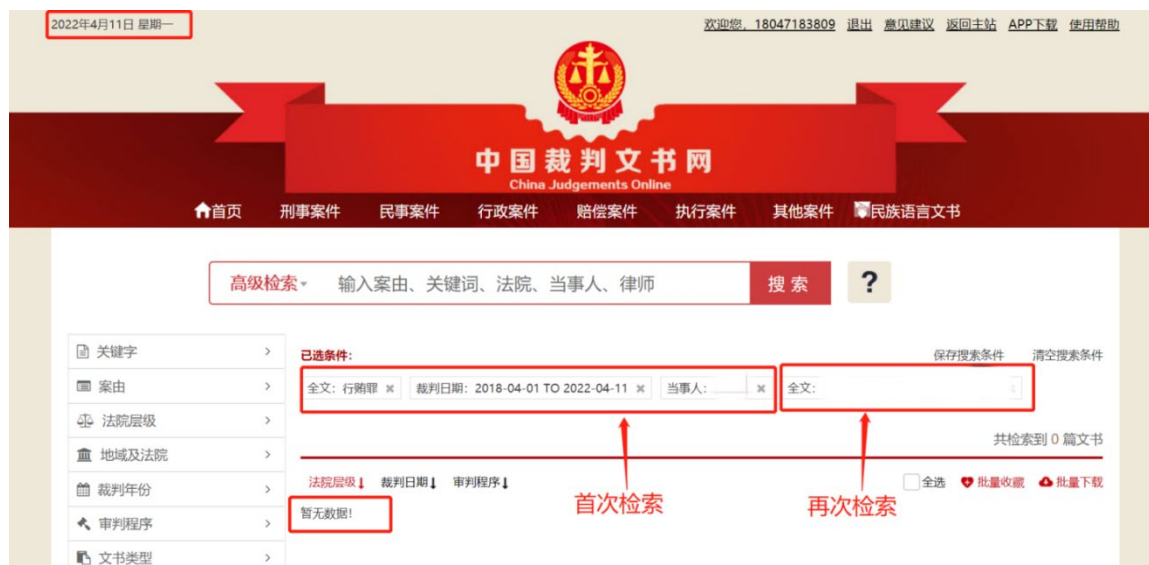 2022年4月11日 星期一
欢迎您，18047183809 退出 意见建议 返回主站 APP下载 使用帮助
中国裁判文书网
China Judgements Online
首页 刑事案件 民事案件 行政案件 赔偿案件 执行案件 其他案件 民族语言文书
高级检索 输入案由、关键词、法院、当事人、律师 搜索 ?
关键字
案由
法院层级
地域及法院
裁判年份
审判程序
文书类型
已选条件:
保存搜索条件 清空搜索条件
全文: 行贿罪 × 裁判日期: 2018-04-01 TO 2022-04-11 × 当事人: × 全文:
共检索到 0 篇文书
法院层级 裁判日期 审判程序
全选 批量收藏 批量下载
暂无数据!
首次检索
再次检索